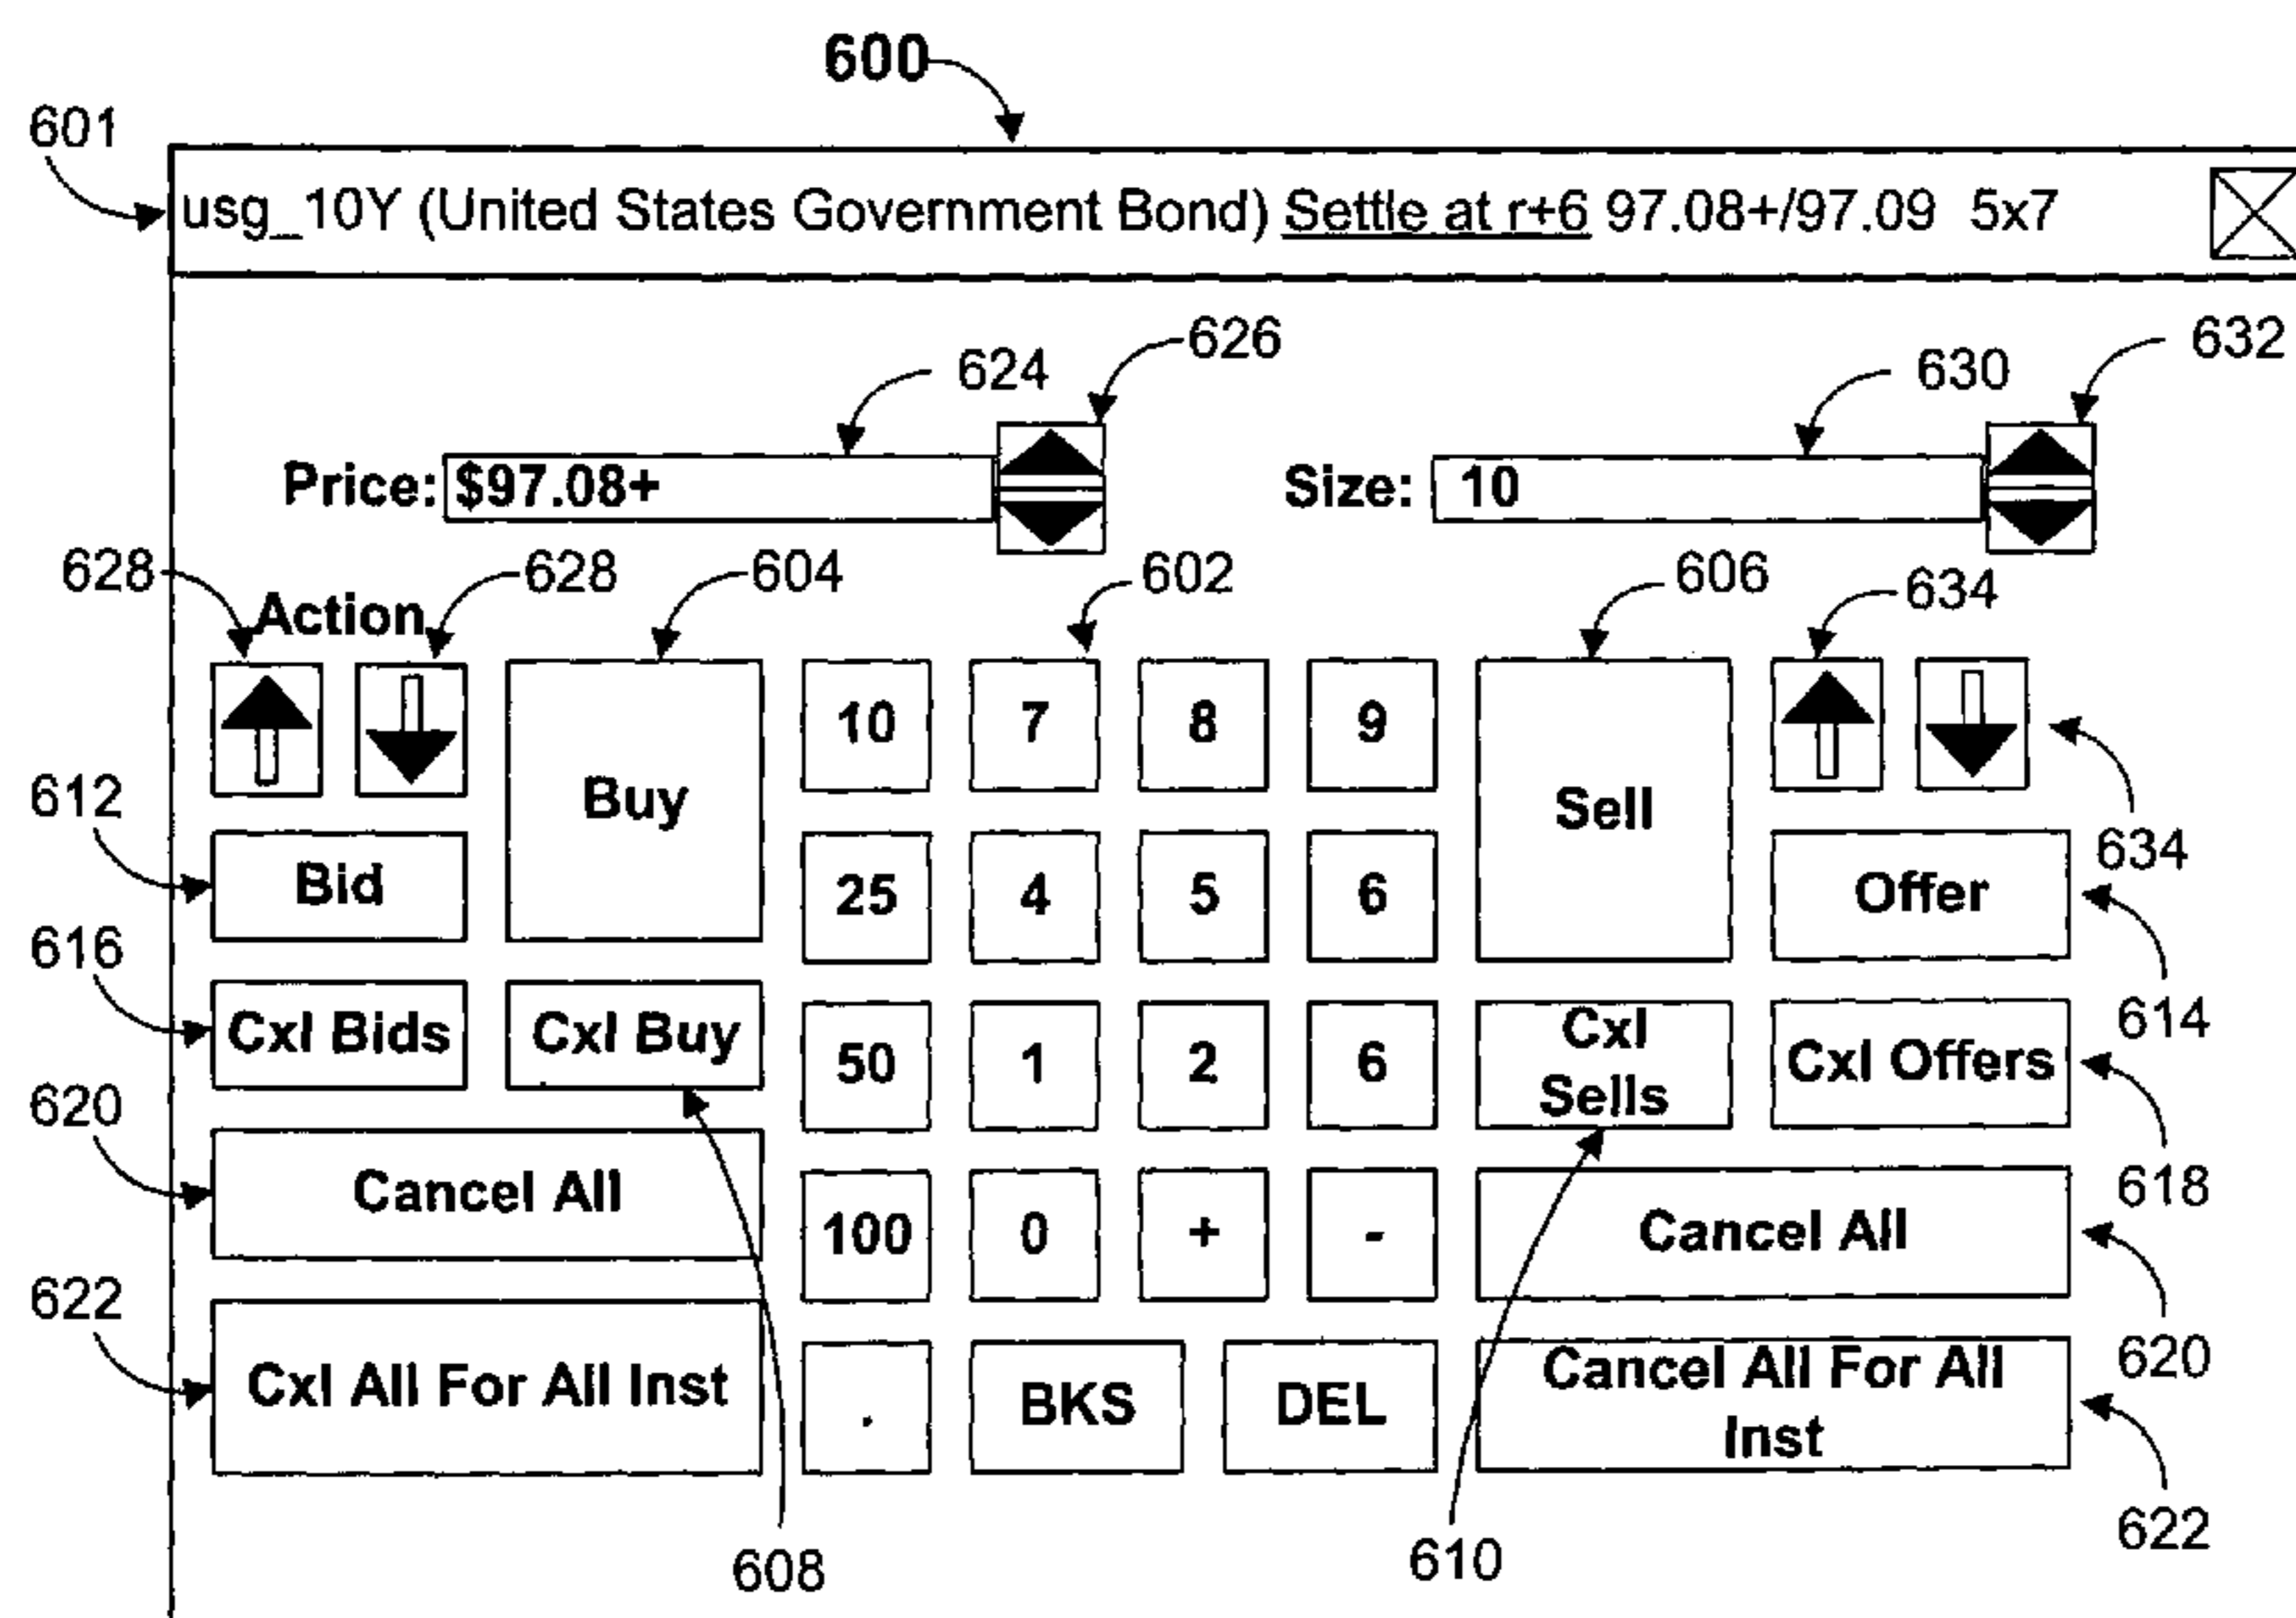 600
601
usg_10Y (United States Government Bond) Settle at r+6 97.08+/97.09 5x7
626 632
624 630
Price: $97.08+ Size: 10
628 628 604 602 606 634
Action
10 7 8 9
Buy Sell
612 634
Bid 25 4 5 6 Offer
616 614
Cxl Bids Cxl Buy 50 1 2 6 Cxl Sells Cxl Offers
620 618
Cancel All 100 0 + - Cancel All
622 620
Cxl All For All Inst . BKS DEL Cancel All For All Inst
608 610 622